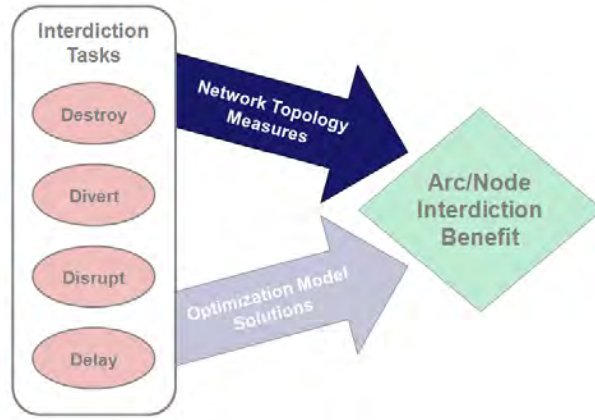 Interdiction
Tasks
Destroy
Divert
Disrupt
Delay
Network Topology
Measures
Optimization Model
Solutions
Arc/Node
Interdiction
Benefit